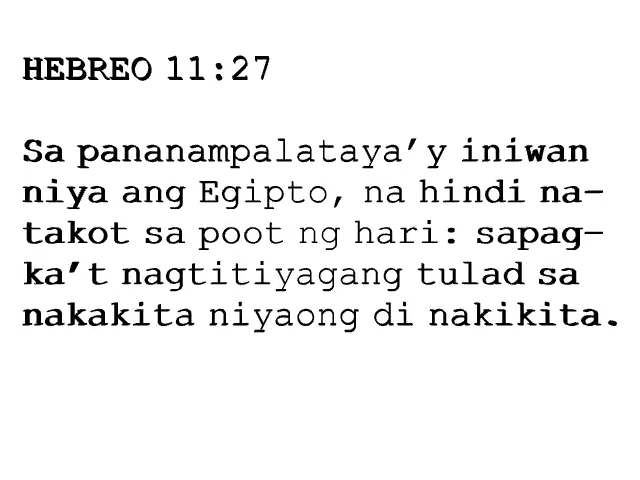 HEBREO 11:27
Sa pananampalataya’y iniwan
niya ang Egipto, na hindi na-
takot sa poot ng hari: sapag-
ka’t nagtitiyagang tulad sa
nakakita niyaong di nakikita.